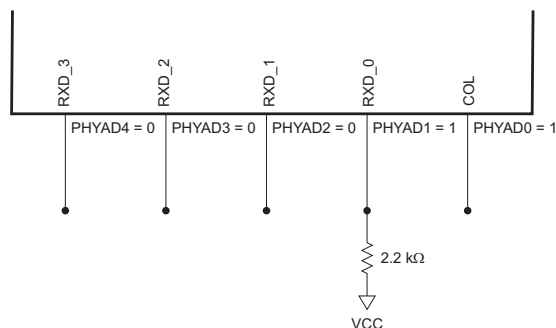 RXD_3
RXD_2
RXD_1
RXD_0
COL
PHYAD4 = 0
PHYAD3 = 0
PHYAD2 = 0
PHYAD1 = 1
PHYAD0 = 1
2.2 kΩ
VCC